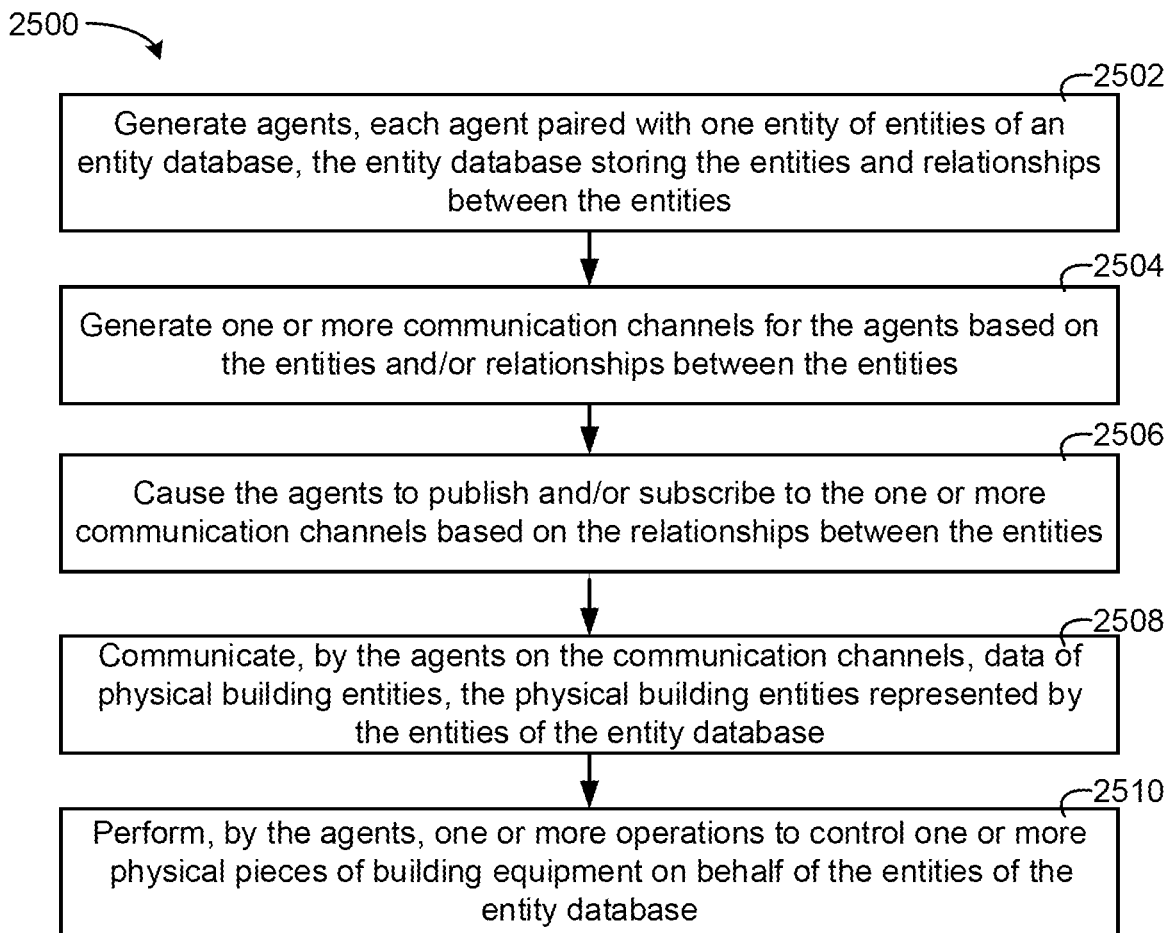 2500
2502
Generate agents, each agent paired with one entity of entities of an
entity database, the entity database storing the entities and relationships
between the entities
2504
Generate one or more communication channels for the agents based on
the entities and/or relationships between the entities
2506
Cause the agents to publish and/or subscribe to the one or more
communication channels based on the relationships between the entities
2508
Communicate, by the agents on the communication channels, data of
physical building entities, the physical building entities represented by
the entities of the entity database
2510
Perform, by the agents, one or more operations to control one or more
physical pieces of building equipment on behalf of the entities of the
entity database